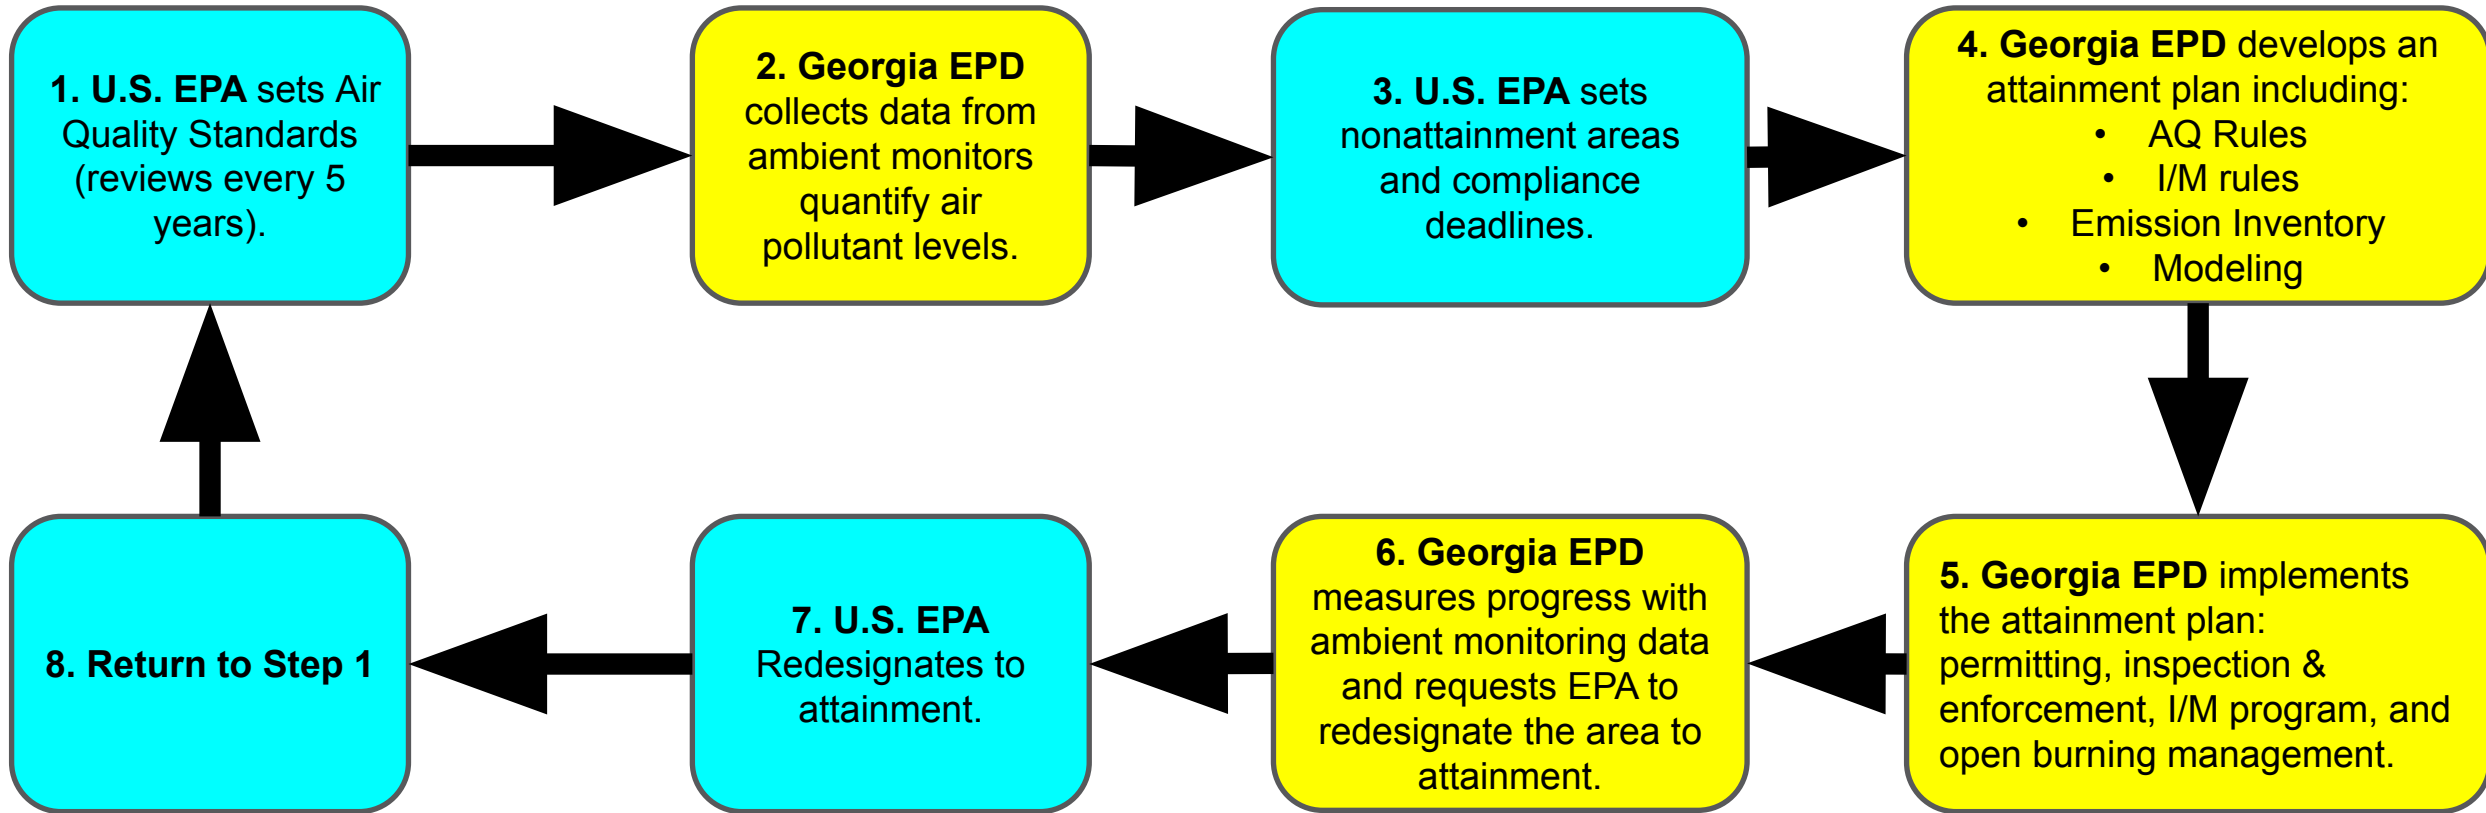 1. U.S. EPA sets Air
Quality Standards
(reviews every 5
years).
2. Georgia EPD
collects data from
ambient monitors
quantify air
pollutant levels.
3. U.S. EPA sets
nonattainment areas
and compliance
deadlines.
4. Georgia EPD develops an
attainment plan including:
• AQ Rules
• I/M rules
• Emission Inventory
• Modeling
5. Georgia EPD implements
the attainment plan:
permitting, inspection &
enforcement, I/M program, and
open burning management.
6. Georgia EPD
measures progress with
ambient monitoring data
and requests EPA to
redesignate the area to
attainment.
7. U.S. EPA
Redesignates to
attainment.
8. Return to Step 1